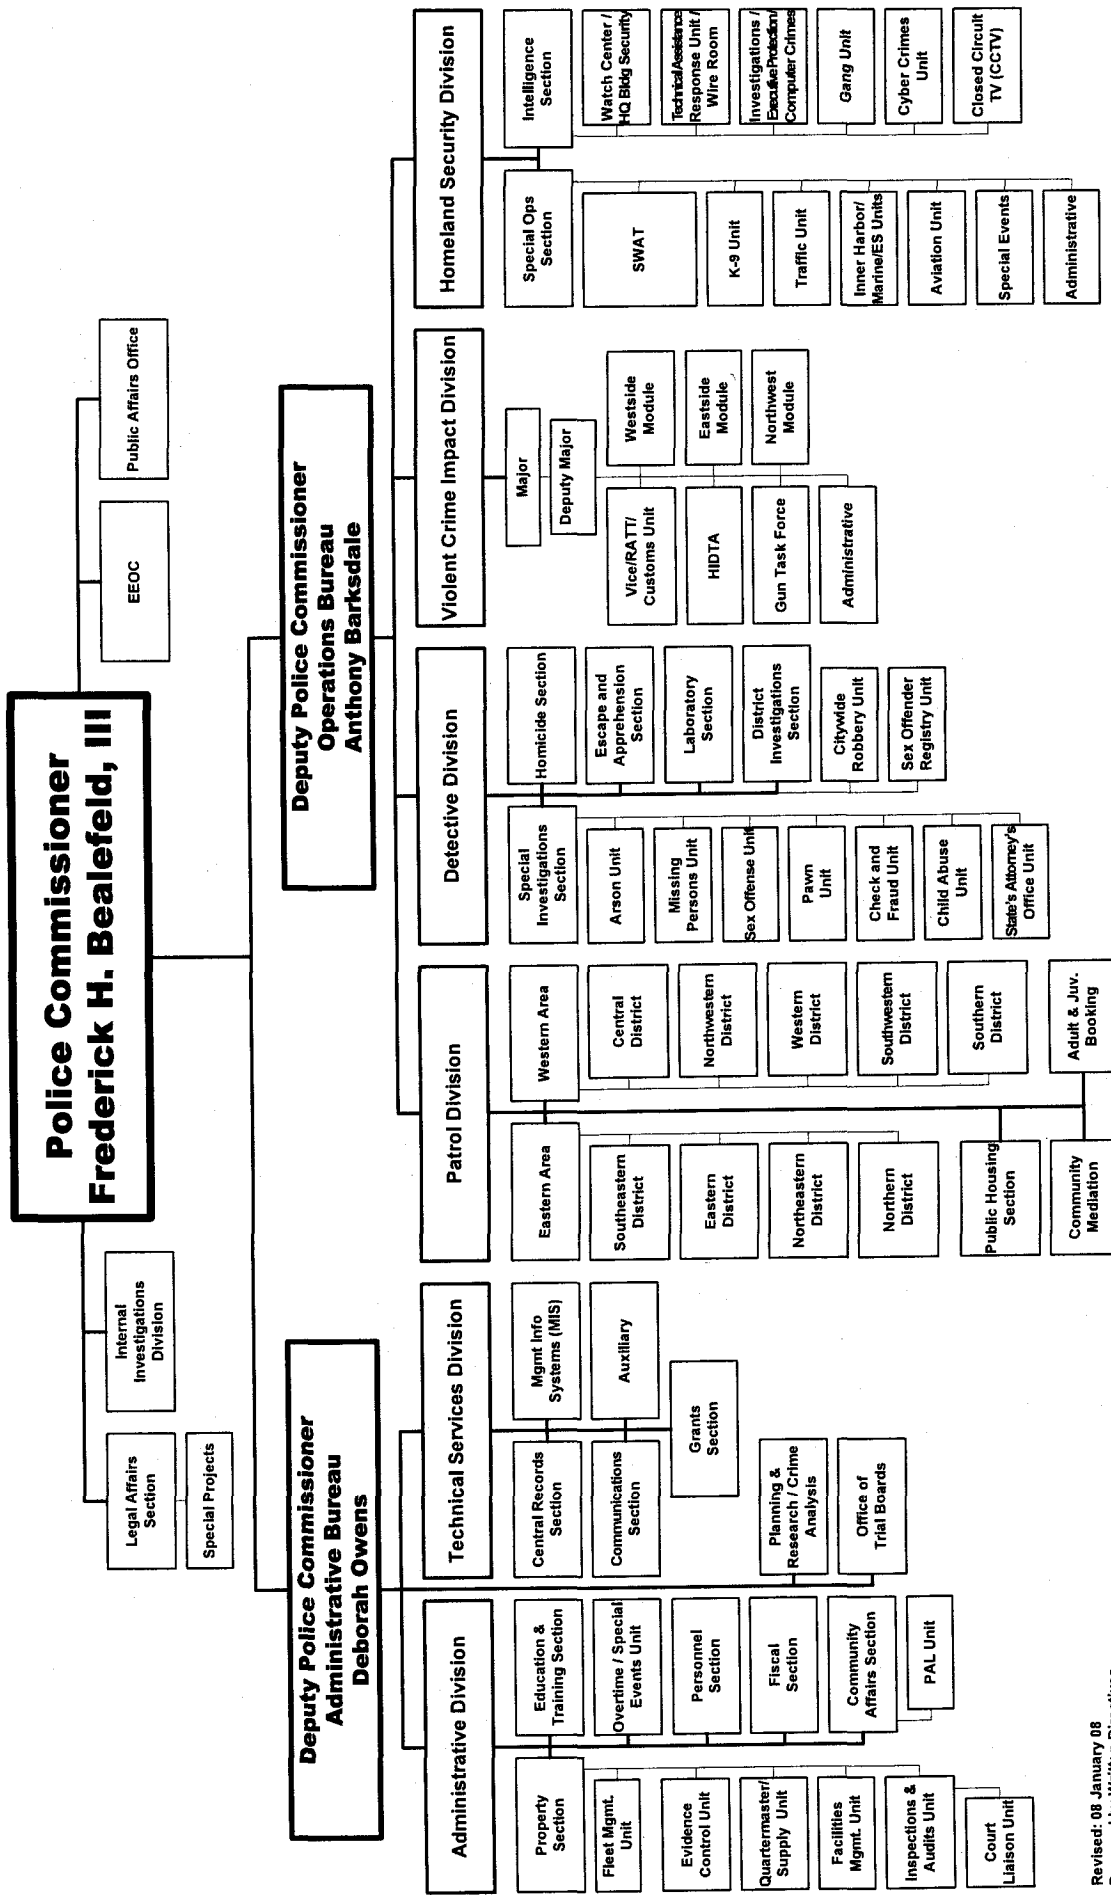 Police Commissioner
Frederick H. Bealefeld, III
Legal Affairs
Section
Special Projects
Internal
Investigations
Division
EEOC
Public Affairs Office
Deputy Police Commissioner
Administrative Bureau
Deborah Owens
Deputy Police Commissioner
Operations Bureau
Anthony Barksdale
Administrative Division
Property
Section
Fleet Mgmt.
Unit
Evidence
Control Unit
Quartermaster/
Supply Unit
Facilities
Mgmt. Unit
Inspections &
Audits Unit
Court
Liaison Unit
Education &
Training Section
Overtime / Special
Events Unit
Personnel
Section
Fiscal
Section
Community
Affairs Section
PAL Unit
Technical Services Division
Central Records
Section
Communications
Section
Mgmt Info
Systems (MIS)
Auxiliary
Grants
Section
Planning &
Research / Crime
Analysis
Office of
Trial Boards
Patrol Division
Eastern Area
Southeastern
District
Eastern
District
Northeastern
District
Northern
District
Public Housing
Section
Community
Mediation
Western Area
Central
District
Northwestern
District
Western
District
Southwestern
District
Southern
District
Adult & Juv.
Booking
Detective Division
Special
Investigations
Section
Arson Unit
Missing
Persons Unit
Sex Offense Unit
Pawn
Unit
Check and
Fraud Unit
Child Abuse
Unit
State's Attorney's
Office Unit
Homicide Section
Escape and
Apprehension
Section
Laboratory
Section
District
Investigations
Section
Citywide
Robbery Unit
Sex Offender
Registry Unit
Violent Crime Impact Division
Major
Deputy Major
Vice/RATT/
Customs Unit
HIDTA
Gun Task Force
Administrative
Westside
Module
Eastside
Module
Northwest
Module
Homeland Security Division
Special Ops
Section
SWAT
K-9 Unit
Traffic Unit
Inner Harbor/
Marine/ES Units
Aviation Unit
Special Events
Administrative
Intelligence
Section
Watch Center /
HQ Bldg Security
Technical Assistance
Response Unit /
Wire Room
Investigations /
Executive Protection/
Computer Crimes
Gang Unit
Cyber Crimes
Unit
Closed Circuit
TV (CCTV)
Revised: 08 January 08